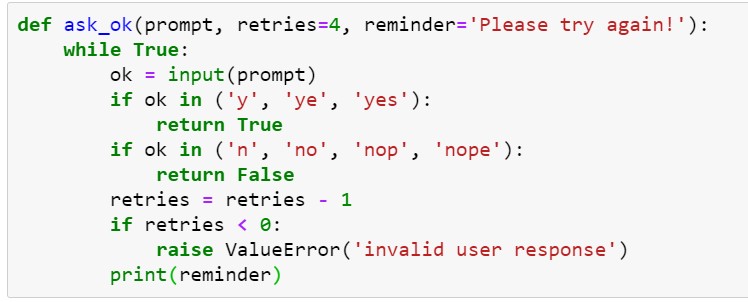 def ask_ok(prompt, retries=4, reminder='Please try again!'):
    while True:
        ok = input(prompt)
        if ok in ('y', 'ye', 'yes'):
            return True
        if ok in ('n', 'no', 'nop', 'nope'):
            return False
        retries = retries - 1
        if retries < 0:
            raise ValueError('invalid user response')
        print(reminder)